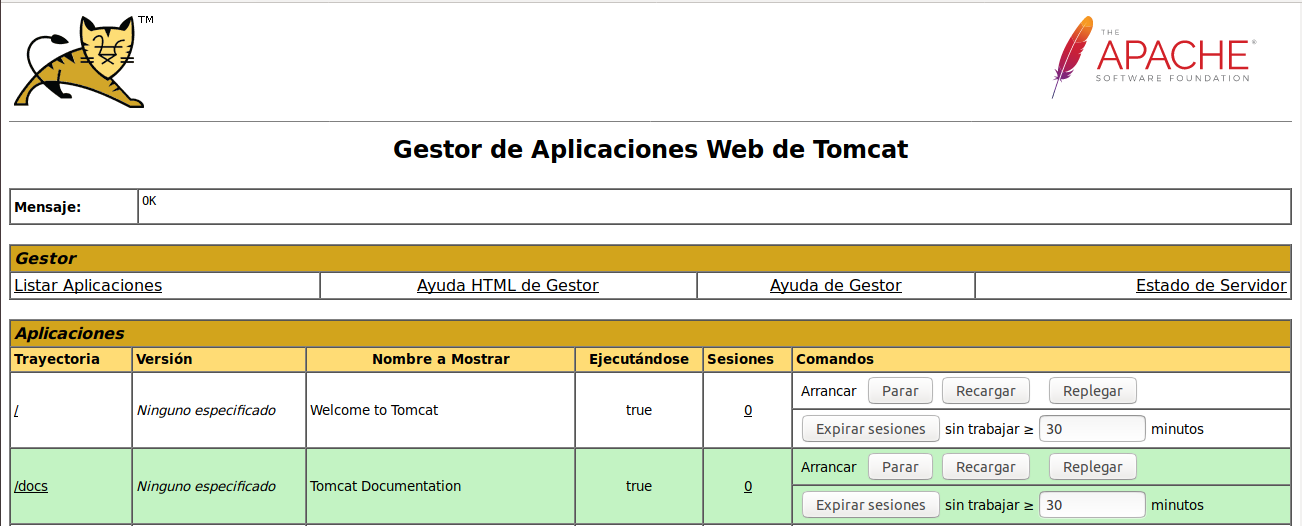 TM
THE
APACHE®
SOFTWARE FOUNDATION
Gestor de Aplicaciones Web de Tomcat
Mensaje: OK
Gestor
Listar Aplicaciones Ayuda HTML de Gestor Ayuda de Gestor Estado de Servidor
Aplicaciones
Trayectoria Versión Nombre a Mostrar Ejecutándose Sesiones Comandos
/ Ninguno especificado Welcome to Tomcat true 0 Arrancar Parar Recargar Replegar
Expirar sesiones sin trabajar ≥ 30 minutos
/docs Ninguno especificado Tomcat Documentation true 0 Arrancar Parar Recargar Replegar
Expirar sesiones sin trabajar ≥ 30 minutos